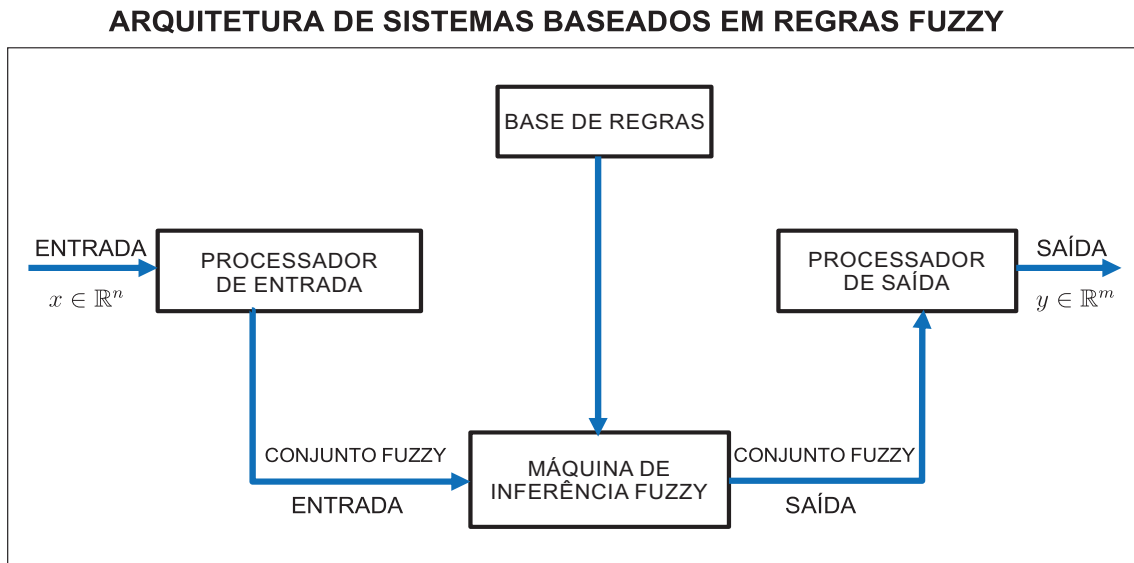 ARQUITETURA DE SISTEMAS BASEADOS EM REGRAS FUZZY
BASE DE REGRAS
ENTRADA
x ∈ ℝⁿ
PROCESSADOR
DE ENTRADA
PROCESSADOR
DE SAÍDA
SAÍDA
y ∈ ℝᵐ
CONJUNTO FUZZY
ENTRADA
MÁQUINA DE
INFERÊNCIA FUZZY
CONJUNTO FUZZY
SAÍDA